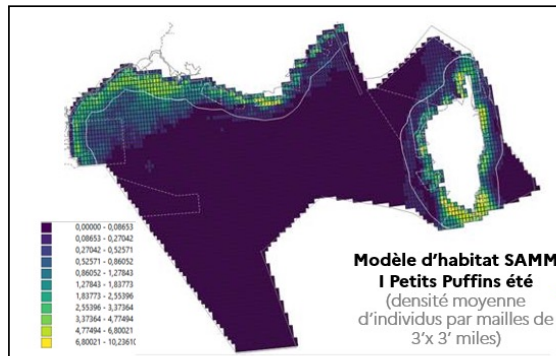 0,00000 - 0,08653
0,08653 - 0,27042
0,27042 - 0,52571
0,52571 - 0,86052
0,86052 - 1,27843
1,27843 - 1,83773
1,83773 - 2,55396
2,55396 - 3,37364
3,37364 - 4,77494
4,77494 - 6,80021
6,80021 - 10,23610
Modèle d'habitat SAMM
I Petits Puffins été
(densité moyenne
d'individus par mailles de
3'x 3' miles)